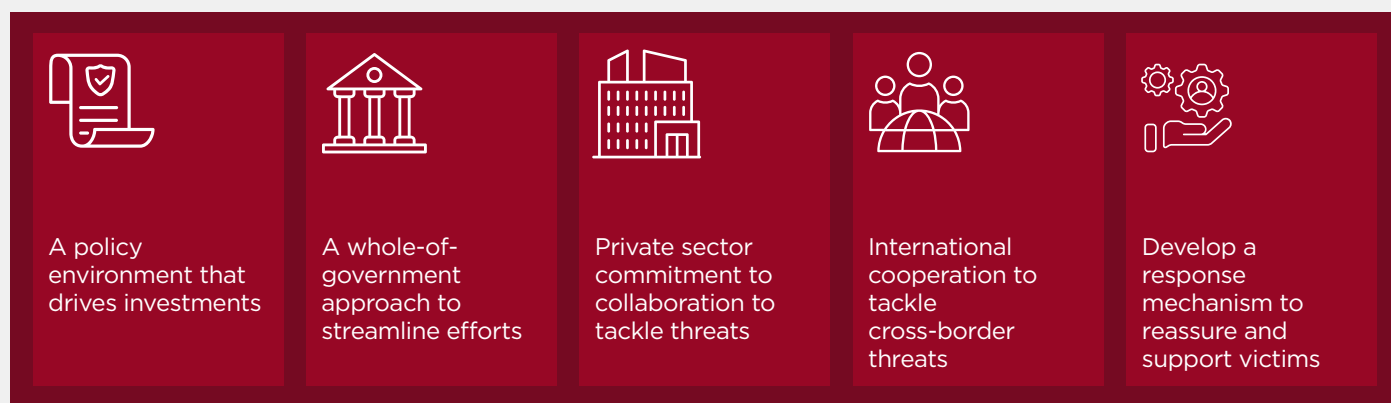 A policy
environment that
drives investments
A whole-of-
government
approach to
streamline efforts
Private sector
commitment to
collaboration to
tackle threats
International
cooperation to
tackle
cross-border
threats
Develop a
response
mechanism to
reassure and
support victims